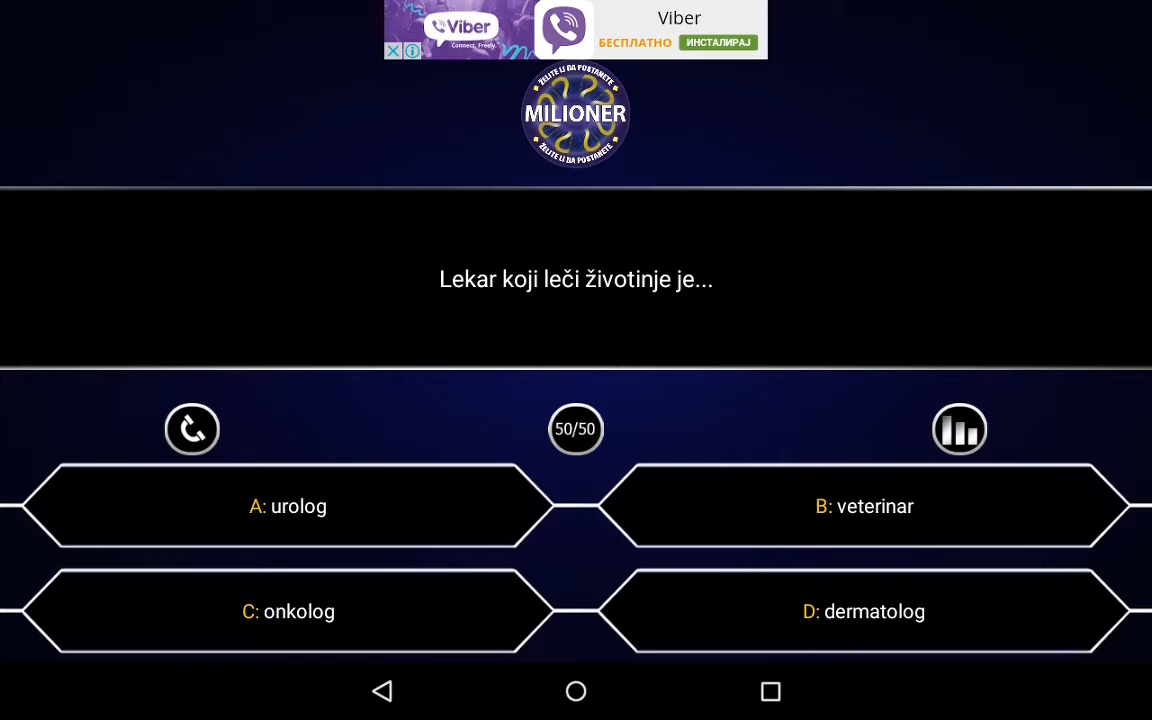 Viber
Connect. Freely.
Viber
БЕСПЛАТНО ИНСТАЛИРАЈ
ŽELITE LI DA POSTANETE
MILIONER
ŽELITE LI DA POSTANETE
Lekar koji leči životinje je...
50/50
A: urolog
B: veterinar
C: onkolog
D: dermatolog